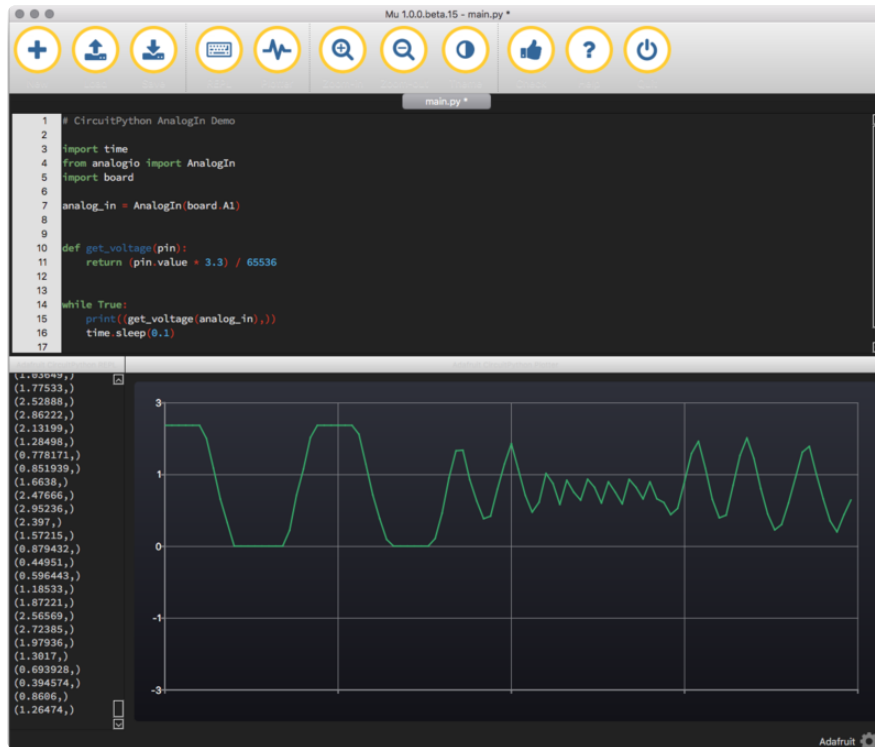 Mu 1.0.0.beta.15 - main.py *
main.py *
1 # CircuitPython AnalogIn Demo
2
3 import time
4 from analogio import AnalogIn
5 import board
6
7 analog_in = AnalogIn(board.A1)
8
9
10 def get_voltage(pin):
11     return (pin.value * 3.3) / 65536
12
13
14 while True:
15     print((get_voltage(analog_in),))
16     time.sleep(0.1)
17
(1.03649,)
(1.77533,)
(2.52888,)
(2.86222,)
(2.13199,)
(1.28498,)
(0.778171,)
(0.851939,)
(1.6638,)
(2.47666,)
(2.95236,)
(2.397,)
(1.57215,)
(0.879432,)
(0.44951,)
(0.596443,)
(1.18533,)
(1.87221,)
(2.56569,)
(2.72385,)
(1.97936,)
(1.3017,)
(0.693928,)
(0.394574,)
(0.8606,)
(1.26474,)
3
1
0
-1
-3
Adafruit